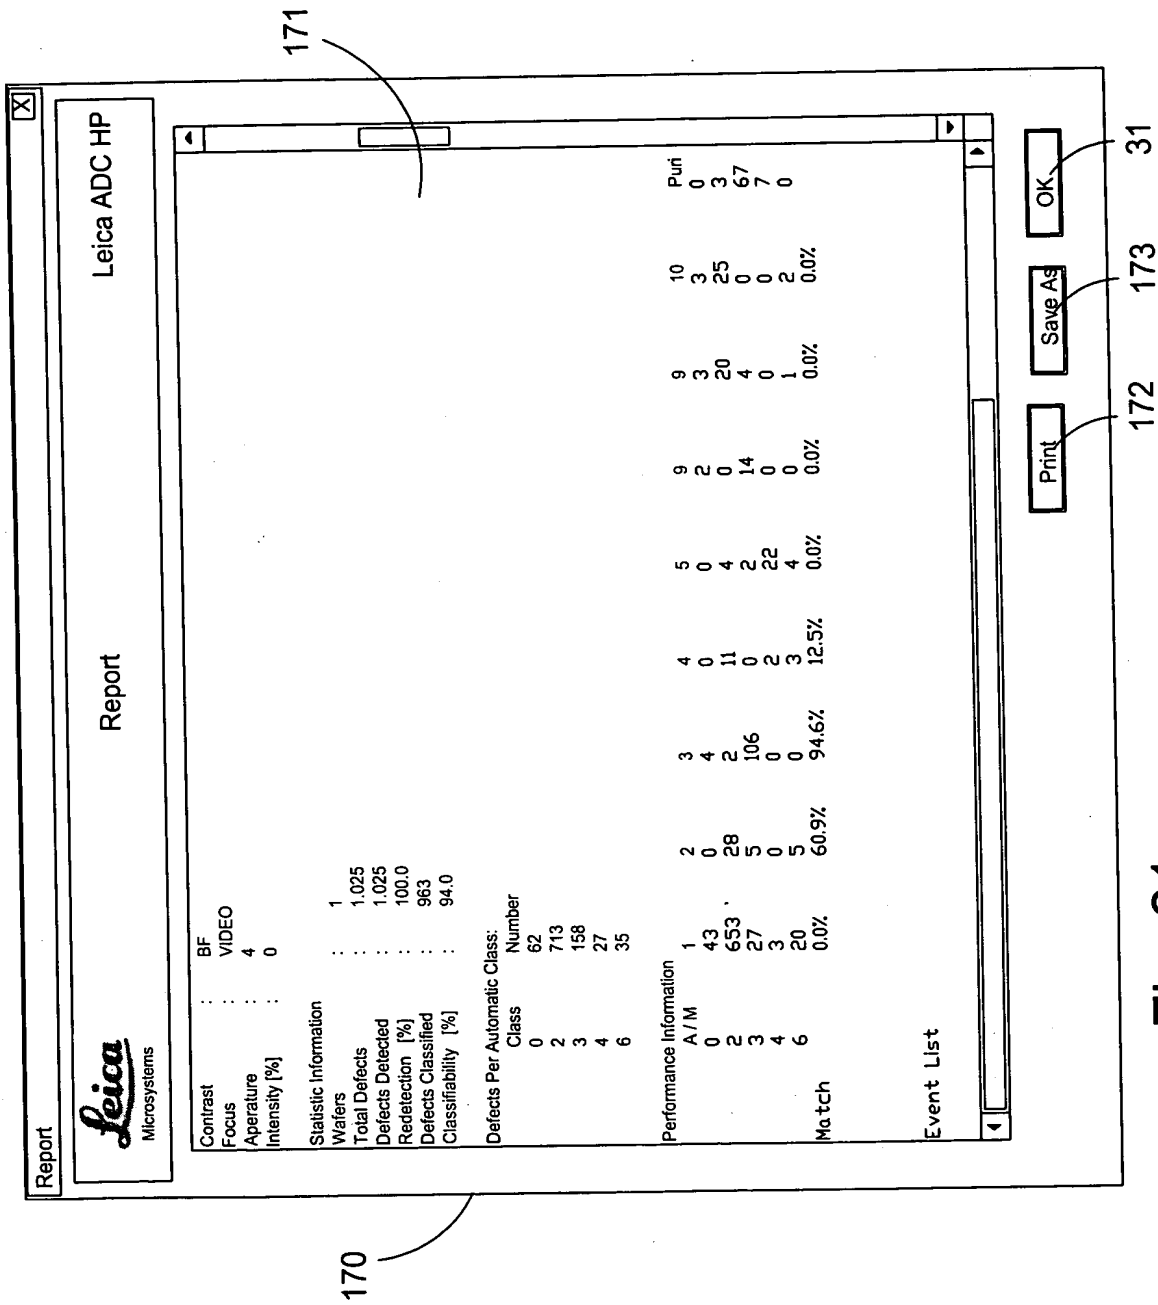 Report X
Leica
Microsystems
Report
Leica ADC HP
171
Contrast : BF
Focus : VIDEO
Aperature : 4
Intensity [%] : 0
Statistic Information
Wafers : 1
Total Defects : 1.025
Defects Detected : 1.025
Redetection [%] : 100.0
Defects Classified : 963
Classifiability [%] : 94.0
Defects Per Automatic Class:
Class Number
0 62
2 713
3 158
4 27
6 35
Performance Information
A / M 1 2 3 4 5 9 9 10 Puri
0 43 0 4 0 0 2 3 3 0
2 653 28 2 11 4 0 20 25 3
3 27 5 106 0 2 14 4 0 67
4 3 0 0 2 22 0 0 0 7
6 20 5 0 3 4 0 1 2 0
Match 0.0% 60.9% 94.6% 12.5% 0.0% 0.0% 0.0% 0.0%
Event List
170
Print Save As OK
172 173 31